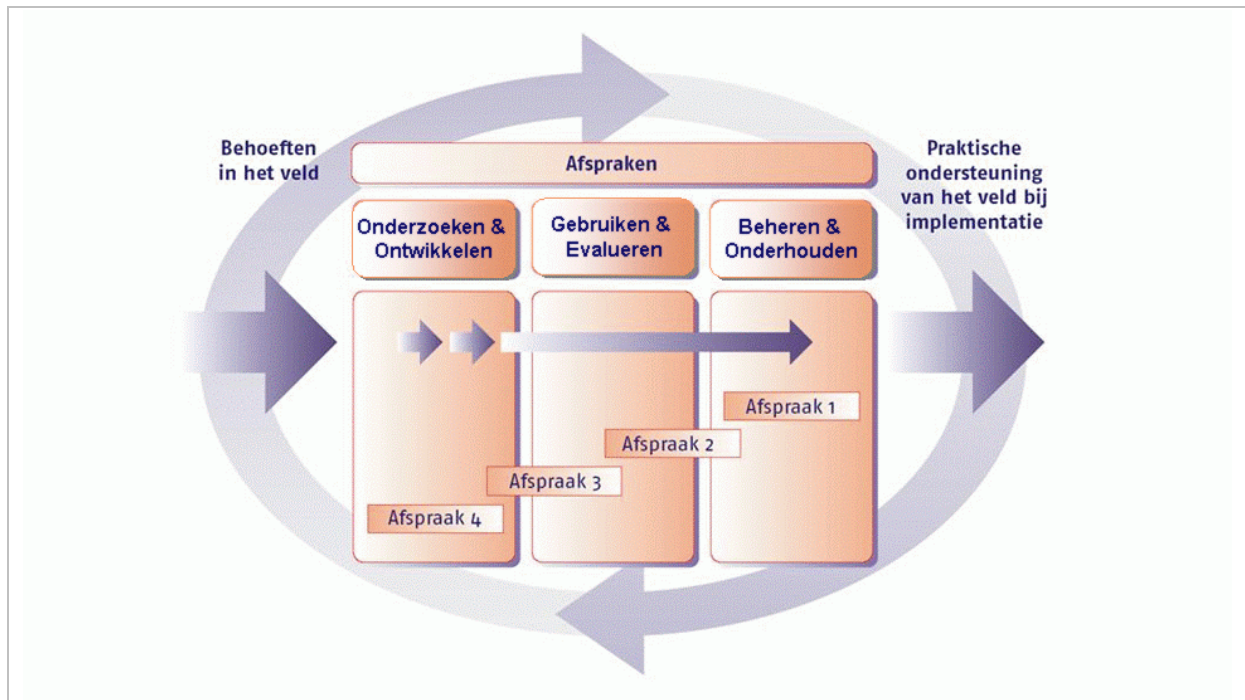 Behoeften
in het veld
Afspraken
Praktische
ondersteuning
van het veld bij
implementatie
Onderzoeken &
Ontwikkelen
Gebruiken &
Evalueren
Beheren &
Onderhouden
Afspraak 1
Afspraak 2
Afspraak 3
Afspraak 4